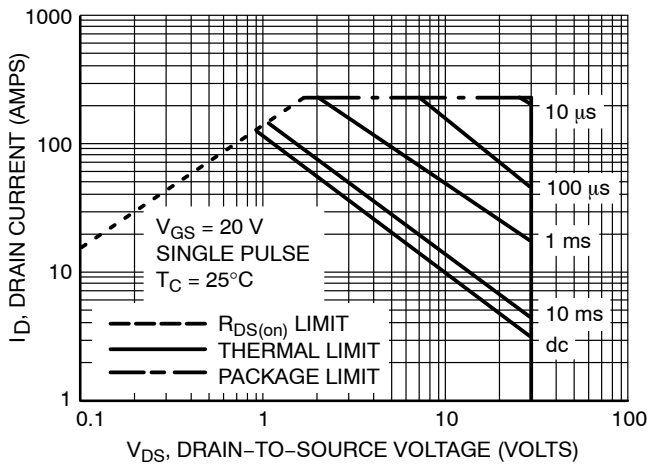 1000
100
10
1
I_D, DRAIN CURRENT (AMPS)
10 µs
100 µs
1 ms
10 ms
dc
V_GS = 20 V
SINGLE PULSE
T_C = 25°C
R_DS(on) LIMIT
THERMAL LIMIT
PACKAGE LIMIT
0.1
1
10
100
V_DS, DRAIN−TO−SOURCE VOLTAGE (VOLTS)